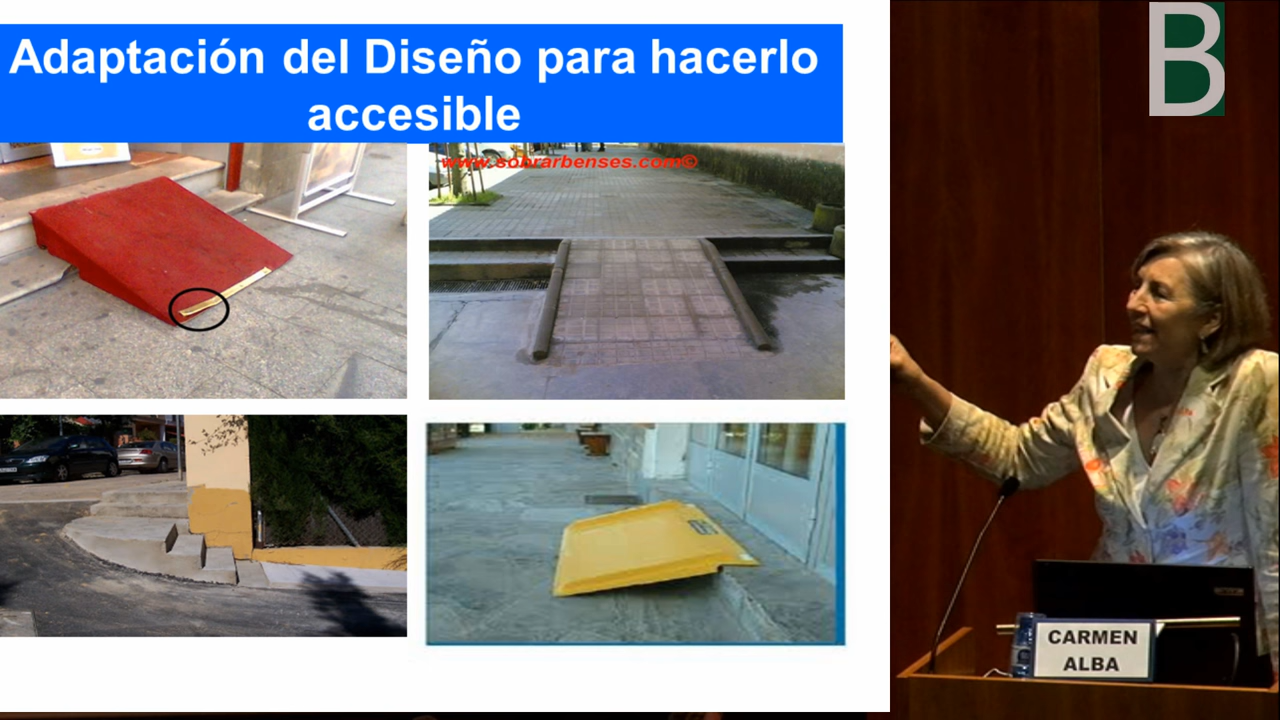 Adaptación del Diseño para hacerlo
accesible
www.sobrarbenses.com©
B
CARMEN
ALBA